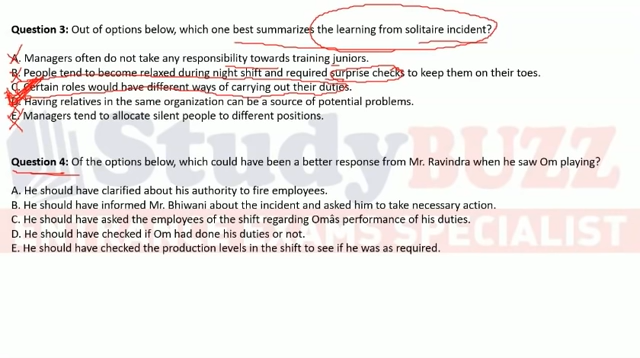 Question 3: Out of options below, which one best summarizes the learning from solitaire incident?
A. Managers often do not take any responsibility towards training juniors.
B. People tend to become relaxed during night shift and required surprise checks to keep them on their toes.
C. Certain roles would have different ways of carrying out their duties.
D. Having relatives in the same organization can be a source of potential problems.
E. Managers tend to allocate silent people to different positions.
Question 4: Of the options below, which could have been a better response from Mr. Ravindra when he saw Om playing?
A. He should have clarified about his authority to fire employees.
B. He should have informed Mr. Bhiwani about the incident and asked him to take necessary action.
C. He should have asked the employees of the shift regarding Omâs performance of his duties.
D. He should have checked if Om had done his duties or not.
E. He should have checked the production levels in the shift to see if he was as required.
StudyBUZZ
SPECIALIST